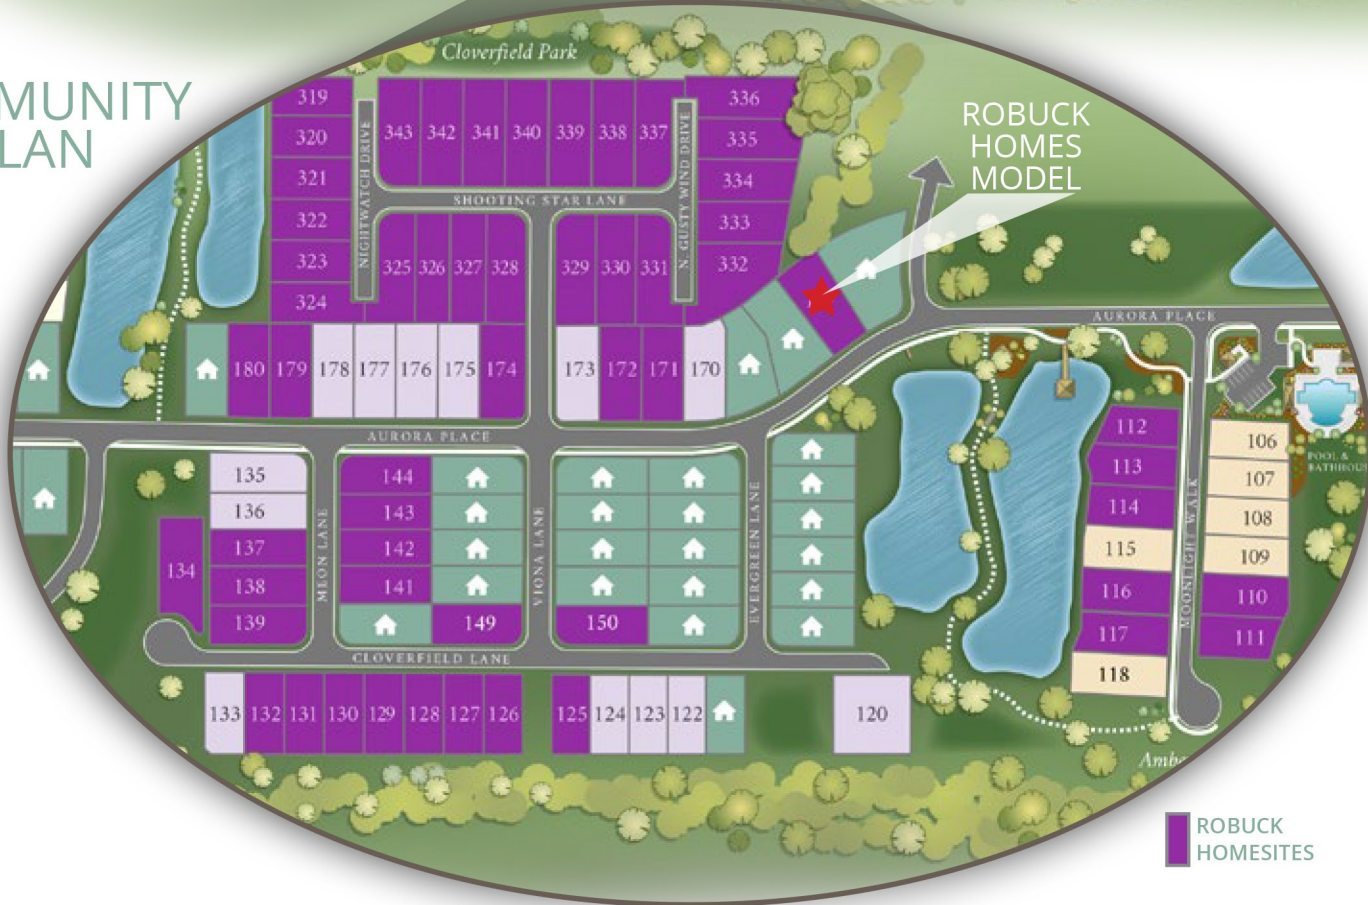 MUNITY
LAN
Cloverfield Park
ROBUCK
HOMES
MODEL
319
320
321
322
323
324
NIGHTWATCH DRIVE
343 342 341 340 339 338 337
SHOOTING STAR LANE
N. GUSTY WIND DRIVE
336
335
334
333
332
325 326 327 328
329 330 331
180 179 178 177 176 175 174
173 172 171 170
AURORA PLACE
AURORA PLACE
135
136
137
138
139
134
MEON LANE
144
143
142
141
149
VIONA LANE
150
EVERGREEN LANE
CLOVERFIELD LANE
133 132 131 130 129 128 127 126
125 124 123 122
120
112
113
114
115
116
117
118
MOONLIGHT WALK
106
107
108
109
110
111
POOL &
BATHHOUS
Ambe
ROBUCK
HOMESITES